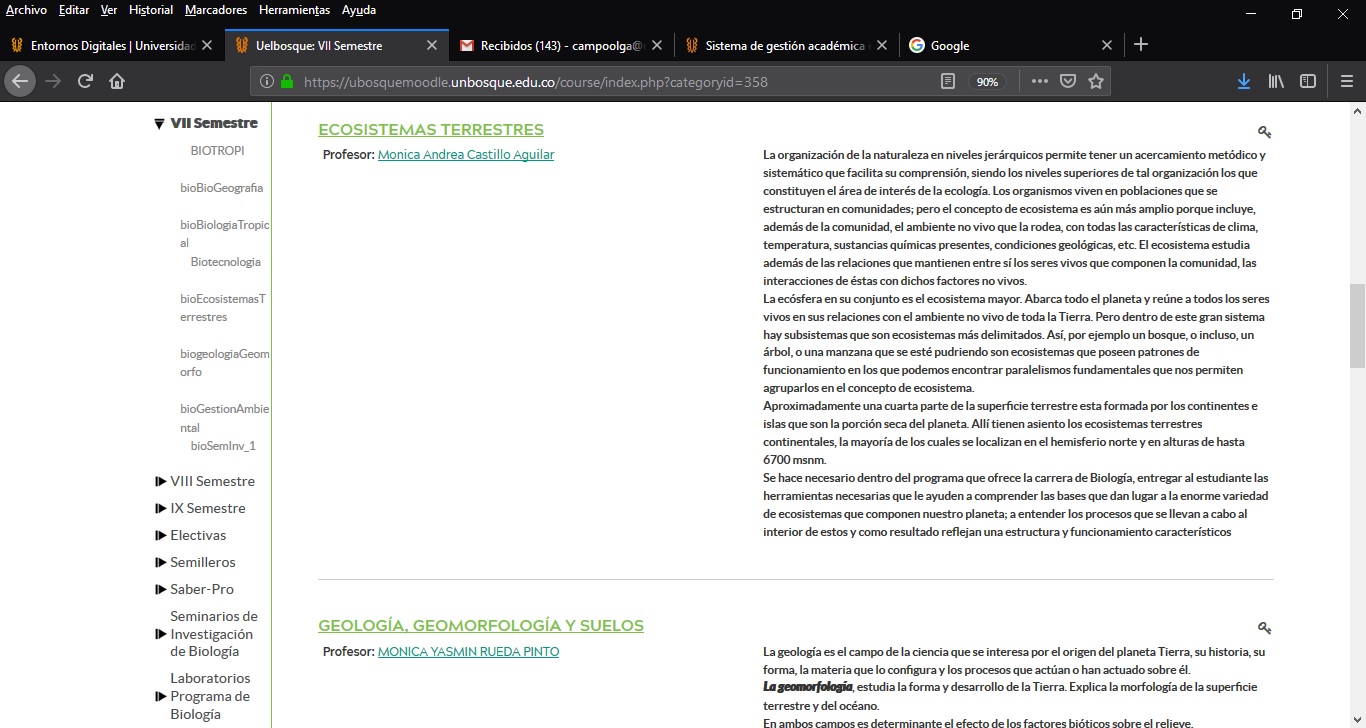 Archivo Editar Ver Historial Marcadores Herramientas Ayuda
Entornos Digitales | Universidad
Uelbosque: VII Semestre
Recibidos (143) - campoolga@
Sistema de gestión académica
Google
https://ubosquemoodle.unbosque.edu.co/course/index.php?categoryid=358
90%
VII Semestre
BIOTROPI
bioBioGeografia
bioBiologiaTropic
al
Biotecnologia
bioEcosistemasT
errestres
biogeologiaGeom
orfo
bioGestionAmbie
ntal
bioSemInv_1
VIII Semestre
IX Semestre
Electivas
Semilleros
Saber-Pro
Seminarios de
Investigación
de Biología
Laboratorios
Programa de
Biología
ECOSISTEMAS TERRESTRES
Profesor: Monica Andrea Castillo Aguilar
La organización de la naturaleza en niveles jerárquicos permite tener un acercamiento metódico y
sistemático que facilita su comprensión, siendo los niveles superiores de tal organización los que
constituyen el área de interés de la ecología. Los organismos viven en poblaciones que se
estructuran en comunidades; pero el concepto de ecosistema es aún más amplio porque incluye,
además de la comunidad, el ambiente no vivo que la rodea, con todas las características de clima,
temperatura, sustancias químicas presentes, condiciones geológicas, etc. El ecosistema estudia
además de las relaciones que mantienen entre sí los seres vivos que componen la comunidad, las
interacciones de éstas con dichos factores no vivos.
La ecósfera en su conjunto es el ecosistema mayor. Abarca todo el planeta y reúne a todos los seres
vivos en sus relaciones con el ambiente no vivo de toda la Tierra. Pero dentro de este gran sistema
hay subsistemas que son ecosistemas más delimitados. Así, por ejemplo un bosque, o incluso, un
árbol, o una manzana que se esté pudriendo son ecosistemas que poseen patrones de
funcionamiento en los que podemos encontrar paralelismos fundamentales que nos permiten
agruparlos en el concepto de ecosistema.
Aproximadamente una cuarta parte de la superficie terrestre esta formada por los continentes e
islas que son la porción seca del planeta. Allí tienen asiento los ecosistemas terrestres
continentales, la mayoría de los cuales se localizan en el hemisferio norte y en alturas de hasta
6700 msnm.
Se hace necesario dentro del programa que ofrece la carrera de Biología, entregar al estudiante las
herramientas necesarias que le ayuden a comprender las bases que dan lugar a la enorme variedad
de ecosistemas que componen nuestro planeta; a entender los procesos que se llevan a cabo al
interior de estos y como resultado reflejan una estructura y funcionamiento característicos
GEOLOGÍA, GEOMORFOLOGÍA Y SUELOS
Profesor: MONICA YASMIN RUEDA PINTO
La geología es el campo de la ciencia que se interesa por el origen del planeta Tierra, su historia, su
forma, la materia que lo configura y los procesos que actúan o han actuado sobre él.
La geomorfología, estudia la forma y desarrollo de la Tierra. Explica la morfología de la superficie
terrestre y del océano.
En ambos campos es determinante el efecto de los factores bióticos sobre el relieve.